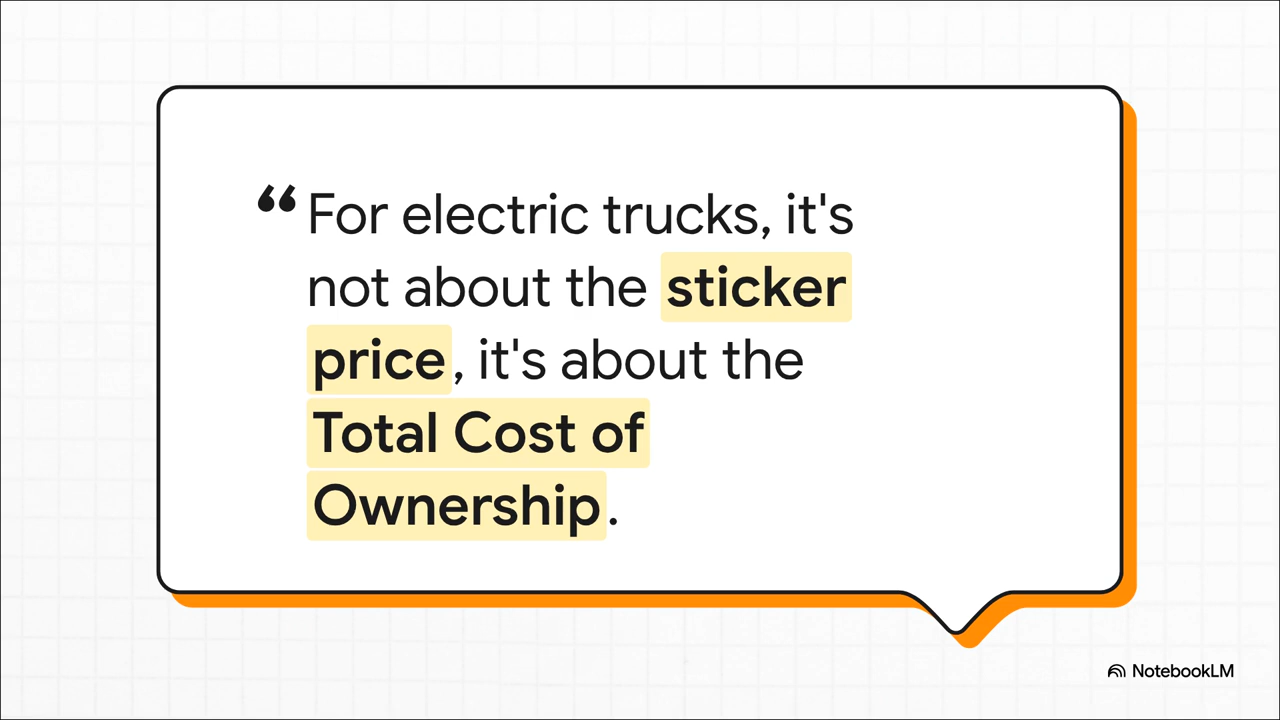 “For electric trucks, it's
not about the sticker
price, it's about the
Total Cost of
Ownership.
NotebookLM